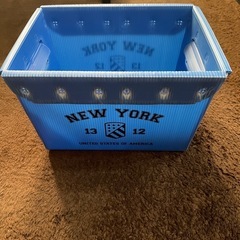 NEW YORK
NEW YORK
13 12
UNITED STATES OF AMERICA